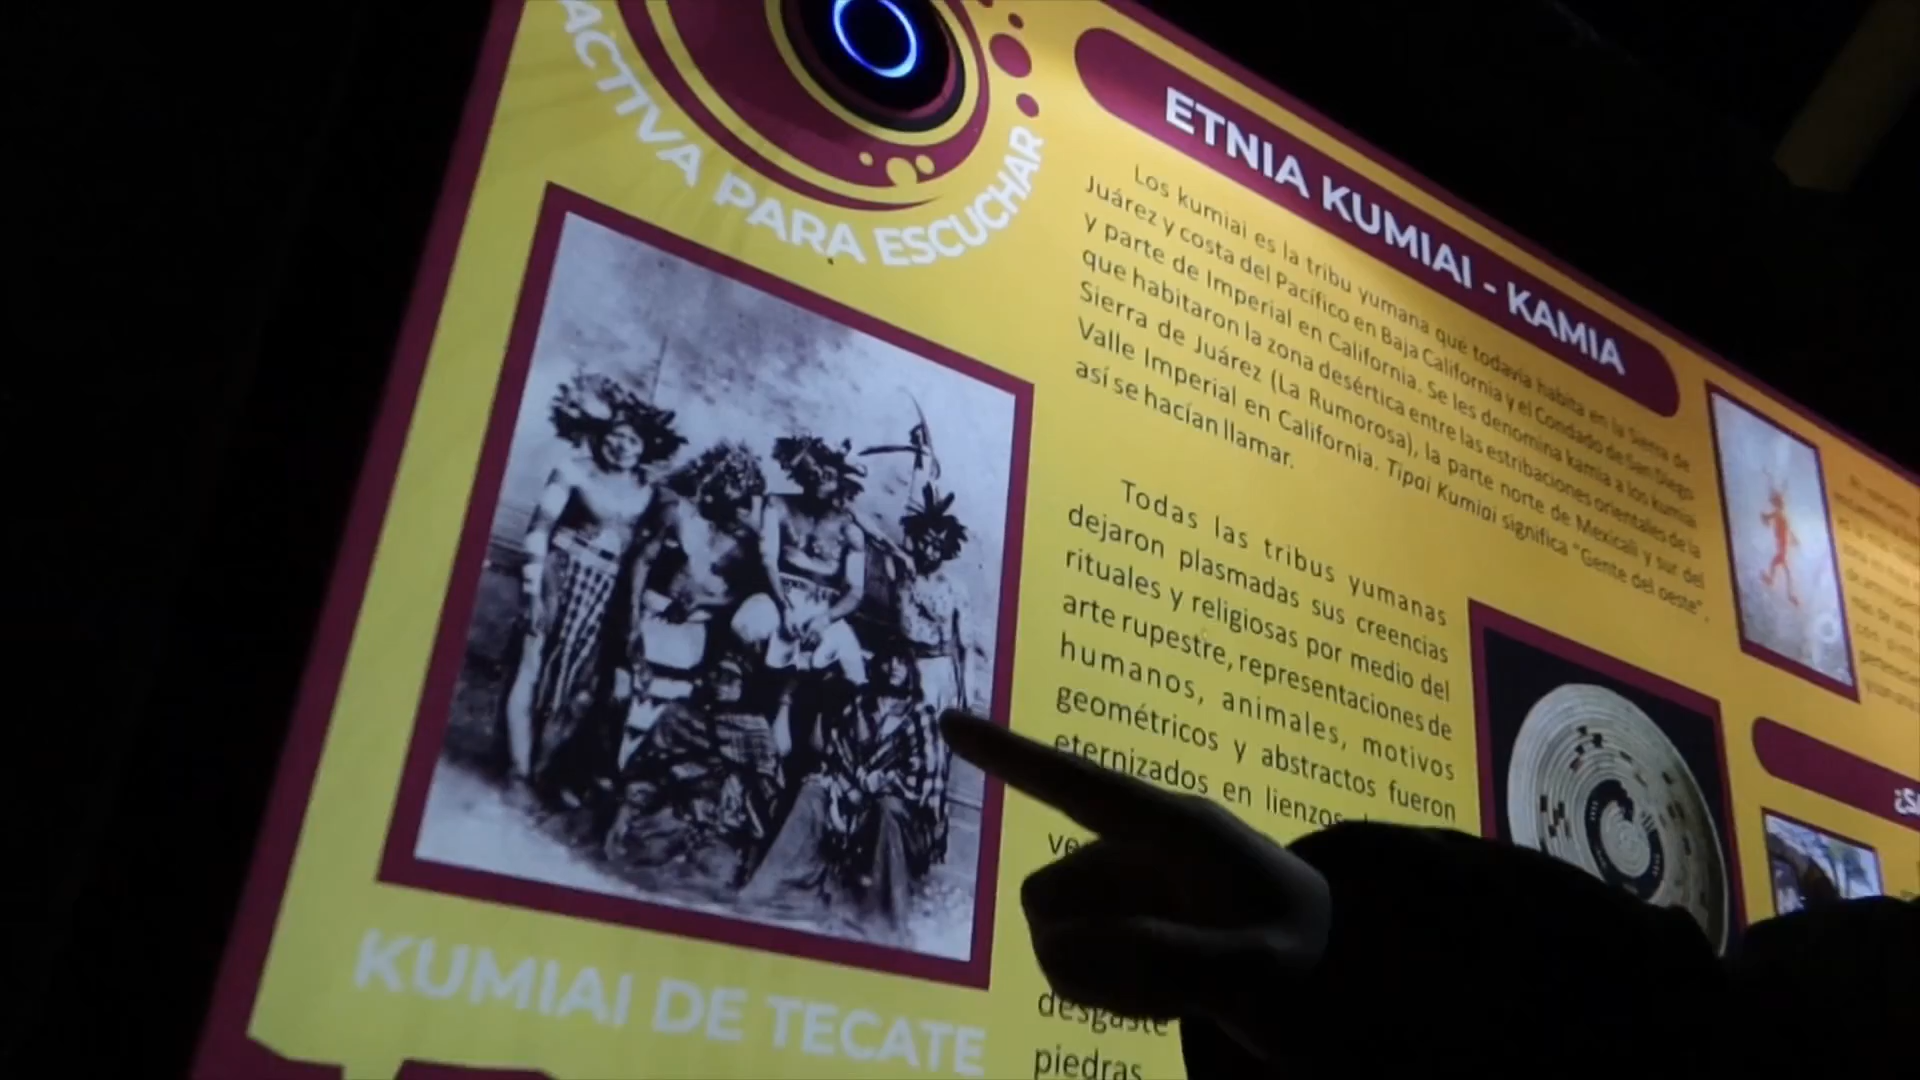 ACTIVA PARA ESCUCHAR
ETNIA KUMIAI - KAMIA
Los kumiai es la tribu yumana que todavía habita en la Sierra de
Juárez y costa del Pacífico en Baja California y el Condado de San Diego
y parte de Imperial en California. Se les denomina kamia a los kumiai
que habitaron la zona desértica entre las estribaciones orientales de la
Sierra de Juárez (La Rumorosa), la parte norte de Mexicali y sur del
Valle Imperial en California. Tipai Kumiai significa "Gente del oeste",
así se hacían llamar.
Todas las tribus yumanas
dejaron plasmadas sus creencias
rituales y religiosas por medio del
arte rupestre, representaciones de
humanos, animales, motivos
geométricos y abstractos fueron
eternizados en lienzos
desgaste
piedras
KUMIAI DE TECATE